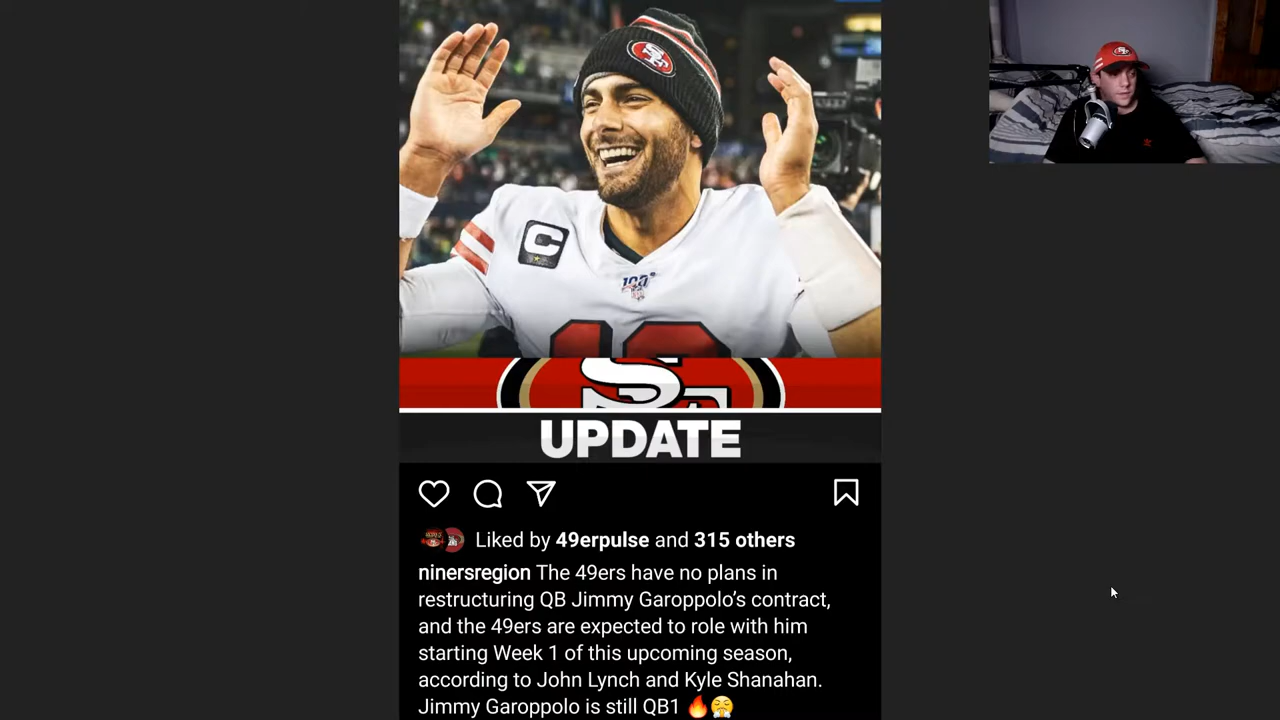 C
100
UPDATE
Liked by 49erpulse and 315 others
ninersregion The 49ers have no plans in
restructuring QB Jimmy Garoppolo’s contract,
and the 49ers are expected to role with him
starting Week 1 of this upcoming season,
according to John Lynch and Kyle Shanahan.
Jimmy Garoppolo is still QB1 🔥😤